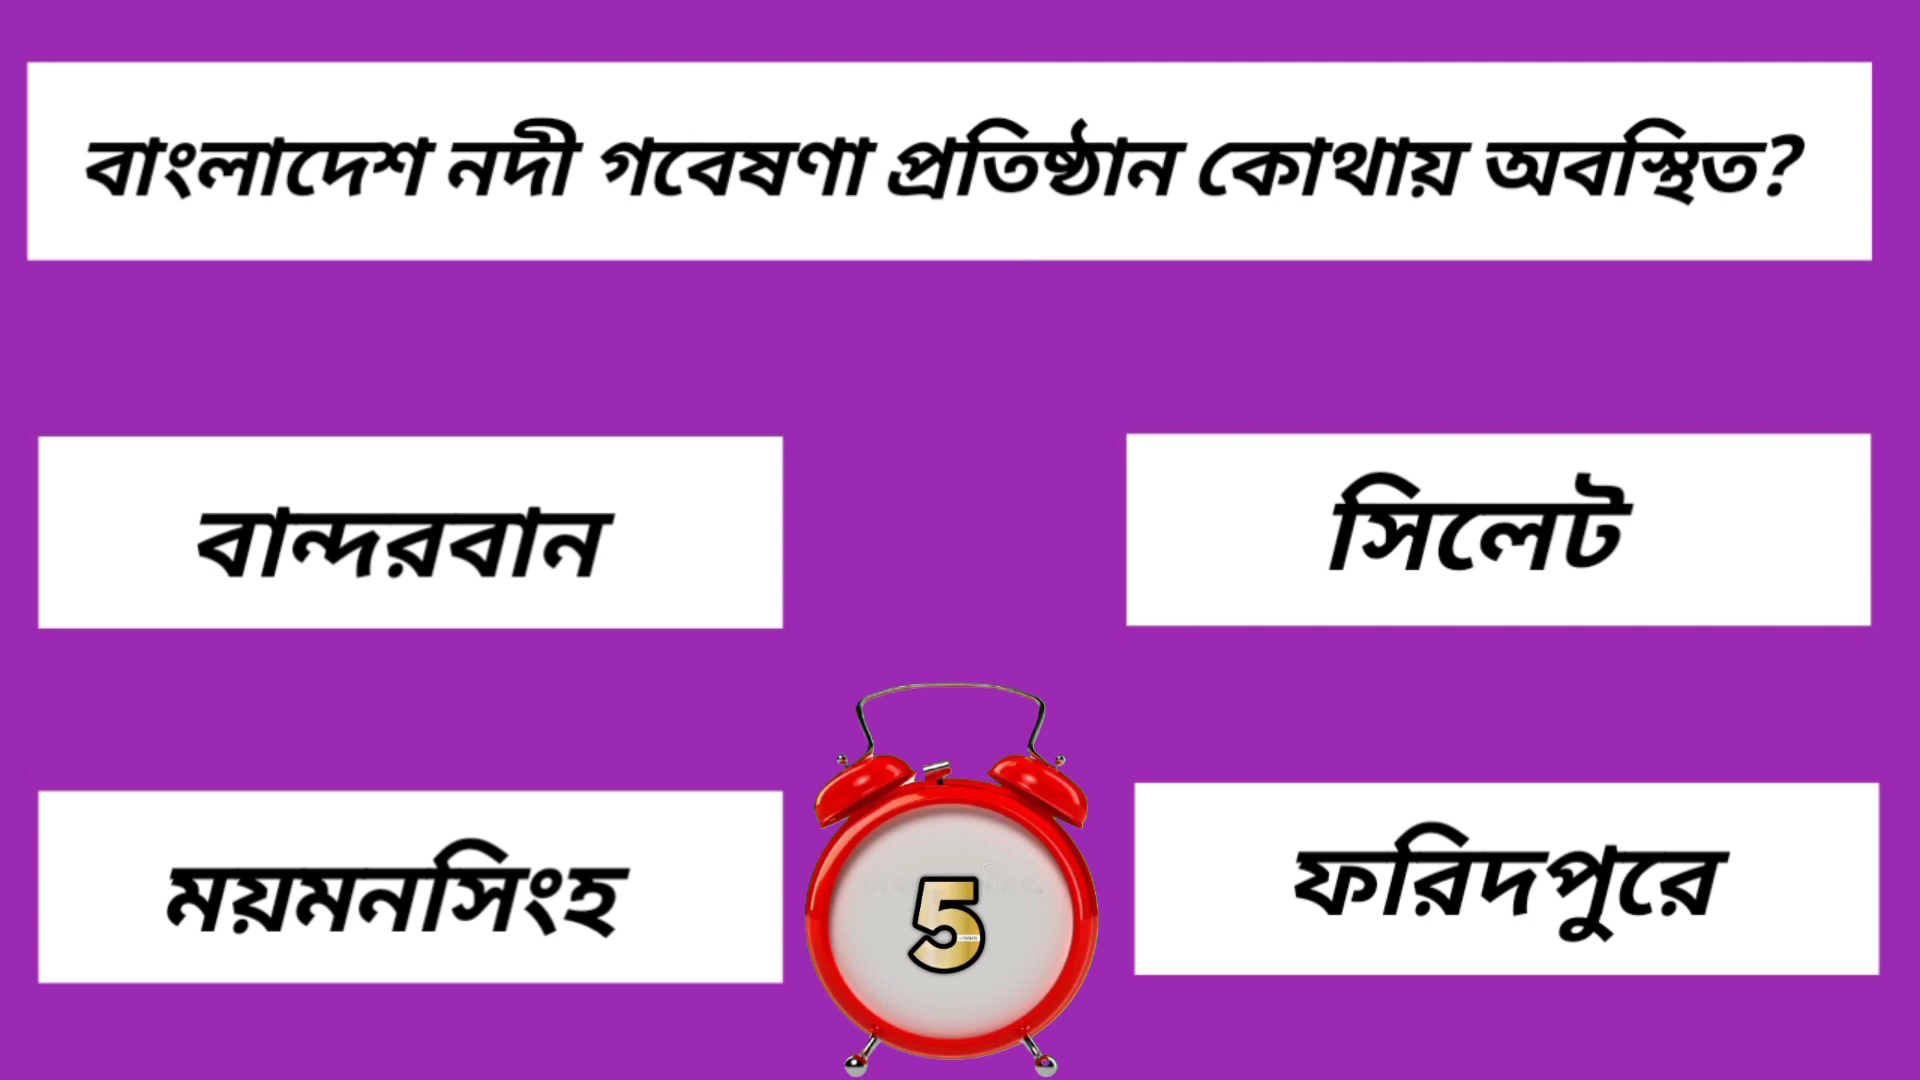 বাংলাদেশ নদী গবেষণা প্রতিষ্ঠান কোথায় অবস্থিত?
বান্দরবান
সিলেট
ময়মনসিংহ
ফরিদপুরে
5